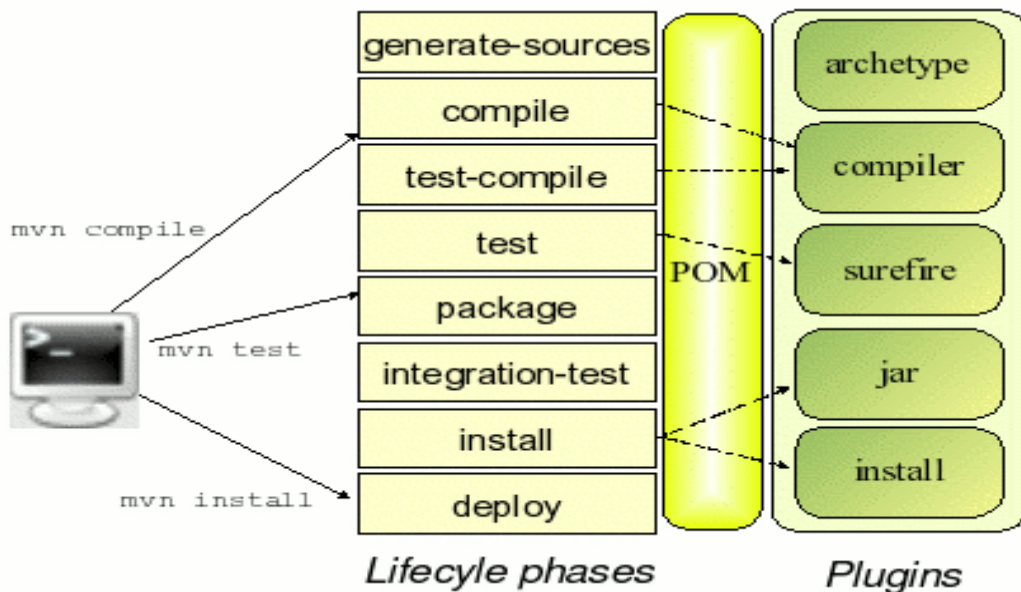 generate-sources
compile
test-compile
test
package
integration-test
install
deploy
Lifecyle phases
mvn compile
mvn test
mvn install
>_
POM
archetype
compiler
surefire
jar
install
Plugins